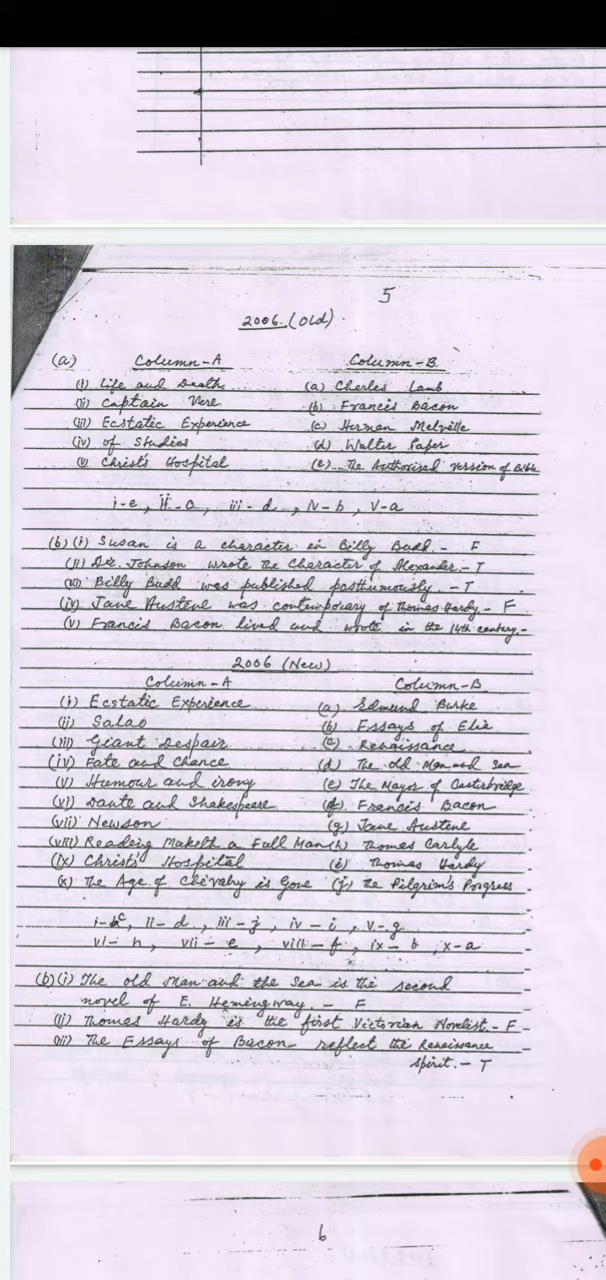 5
2006 (Old)
(a) Column-A Column-B
(i) Life and Death (a) Charles Lamb
(ii) Captain Vere (b) Francis Bacon
(iii) Ecstatic Experience (c) Herman Melville
(iv) of Studies (d) Walter Pater
(v) Christ's Hospital (e) The Authorised version of Bible
i-e, ii-c, iii-d, iv-b, v-a
(b) (i) Susan is a character in Billy Budd. - F
(ii) Dr. Johnson wrote the Character of Alexander - T
(iii) Billy Budd was published posthumously. - T
(iv) Jane Austene was contemporary of Thomas Hardy - F
(v) Francis Bacon lived and wrote in the 14th century. -
2006 (New)
Column-A Column-B
(i) Ecstatic Experience (a) Edmund Burke
(ii) Salao (b) Essays of Elia
(iii) Giant Despair (c) Renaissance
(iv) Fate and Chance (d) The Old Man and Sea
(v) Humour and irony (e) The Mayor of Casterbridge
(vi) Dante and Shakespeare (f) Francis Bacon
(vii) Newson (g) Jane Austene
(viii) Reading Maketh a Full Man (h) Thomas Carlyle
(ix) Christ's Hospital (i) Thomas Hardy
(x) The Age of Chevalry is Gone (j) the Pilgrim's Porgress
i-c, ii-d, iii-j, iv-i, v-g
vi-h, vii-e, viii-f, ix-b, x-a
(b) (i) The old Man and the Sea is the second
novel of E. Hemingway. - F
(ii) Thomas Hardy is the first Victorian Novelist. - F
(iii) The Essays of Bacon reflect the Renaissance
spirit. - T
6